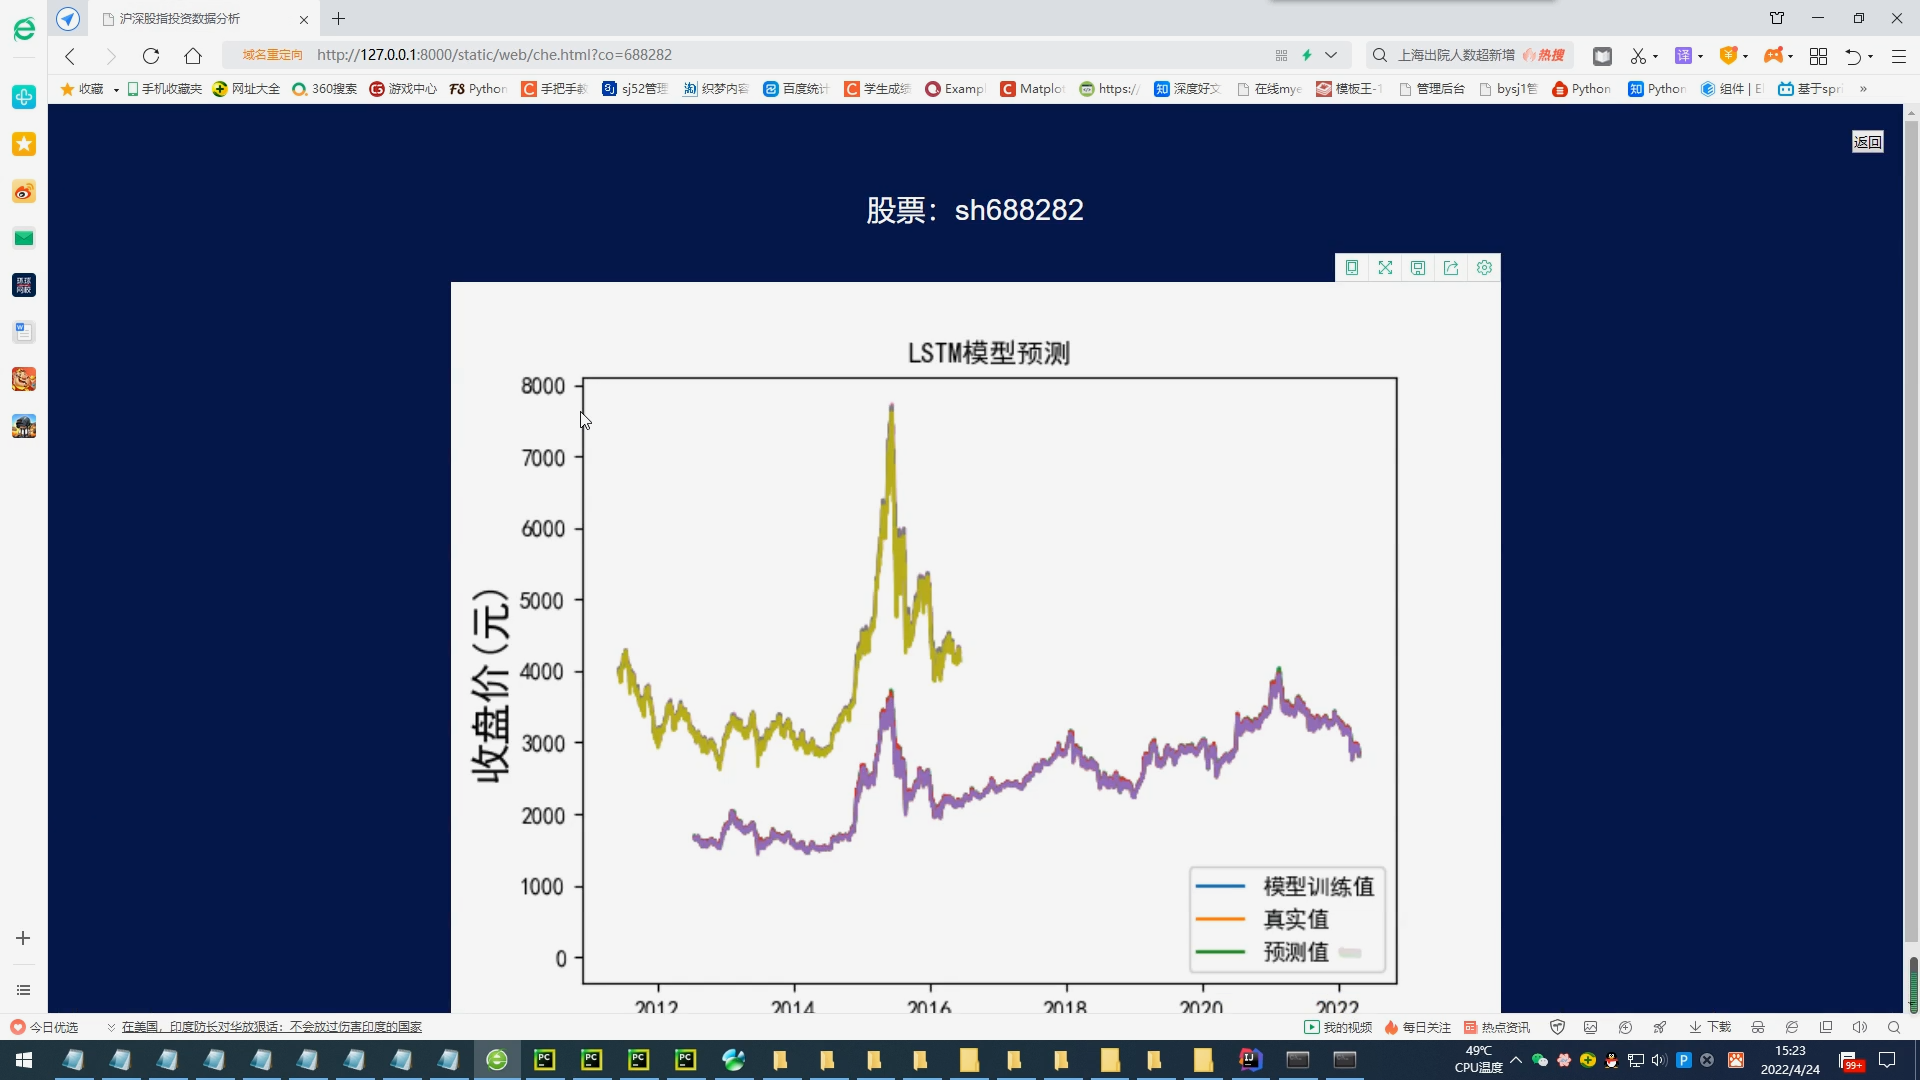 沪深股指投资数据分析
域名重定向 http://127.0.0.1:8000/static/web/che.html?co=688282
上海出院人数超新增 热搜
译
收藏 手机收藏夹 网址大全 360搜索 游戏中心 Python 手把手教 sj52管理 织梦内容 百度统计 学生成绩 Exampl Matplo https:/ 深度好文 在线mye 模板王-1 管理后台 bysj1管 Python Python 组件 | El 基于spri »
返回
股票：sh688282
LSTM模型预测
8000
7000
6000
5000
4000
3000
2000
1000
0
收盘价(元)
模型训练值
真实值
预测值
2012 2014 2016 2018 2020 2022
今日优选 在美国，印度防长对华放狠话：不会放过伤害印度的国家 我的视频 每日关注 热点资讯 下载
49℃
CPU温度
15:23
2022/4/24
99+